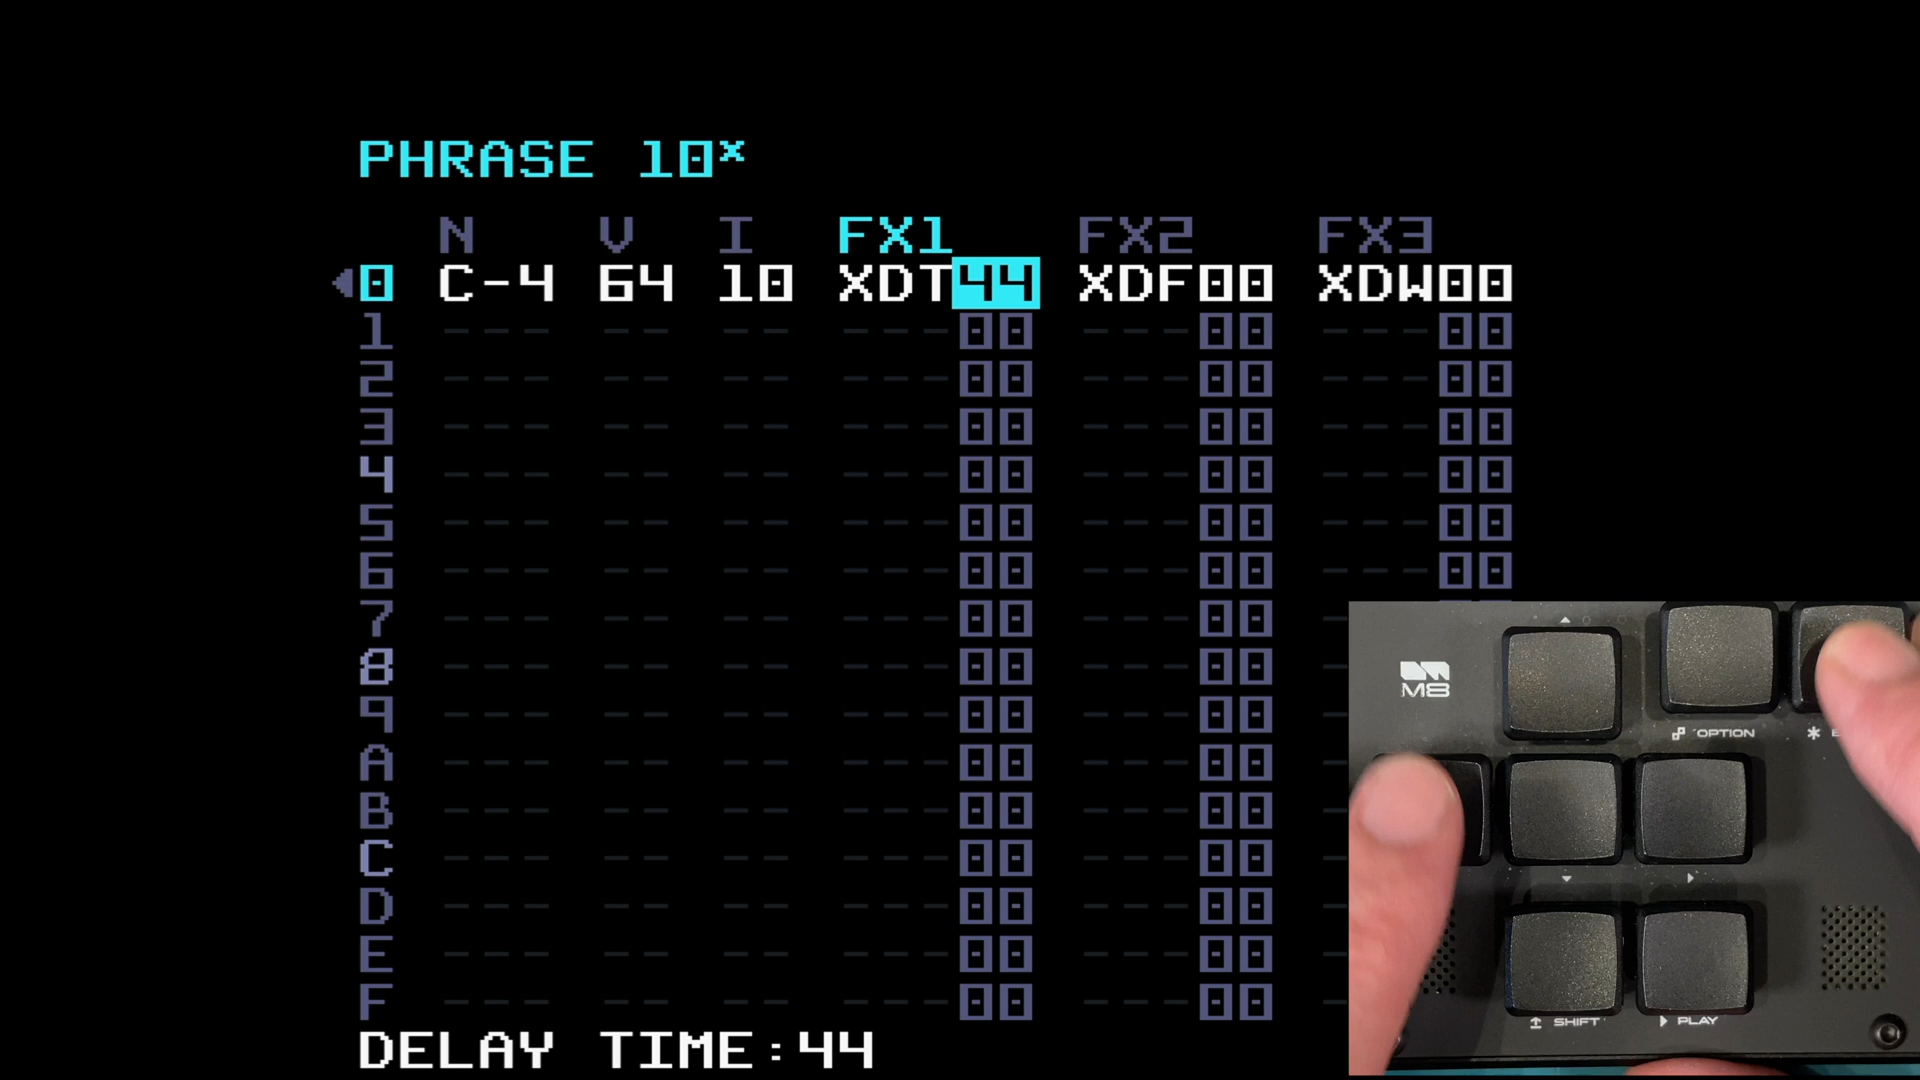 PHRASE 10x
N V I FX1 FX2 FX3
0 C-4 64 10 XDT44 XDF00 XDW00
1 --- -- -- ---00 ---00 ---00
2 --- -- -- ---00 ---00 ---00
3 --- -- -- ---00 ---00 ---00
4 --- -- -- ---00 ---00 ---00
5 --- -- -- ---00 ---00 ---00
6 --- -- -- ---00 ---00 ---00
7 --- -- -- ---00 ---00
8 --- -- -- ---00 ---00
9 --- -- -- ---00 ---00
A --- -- -- ---00 ---00
B --- -- -- ---00 ---00
C --- -- -- ---00 ---00
D --- -- -- ---00 ---00
E --- -- -- ---00 ---00
F --- -- -- ---00 ---00
DELAY TIME:44
M8
OPTION
SHIFT
PLAY